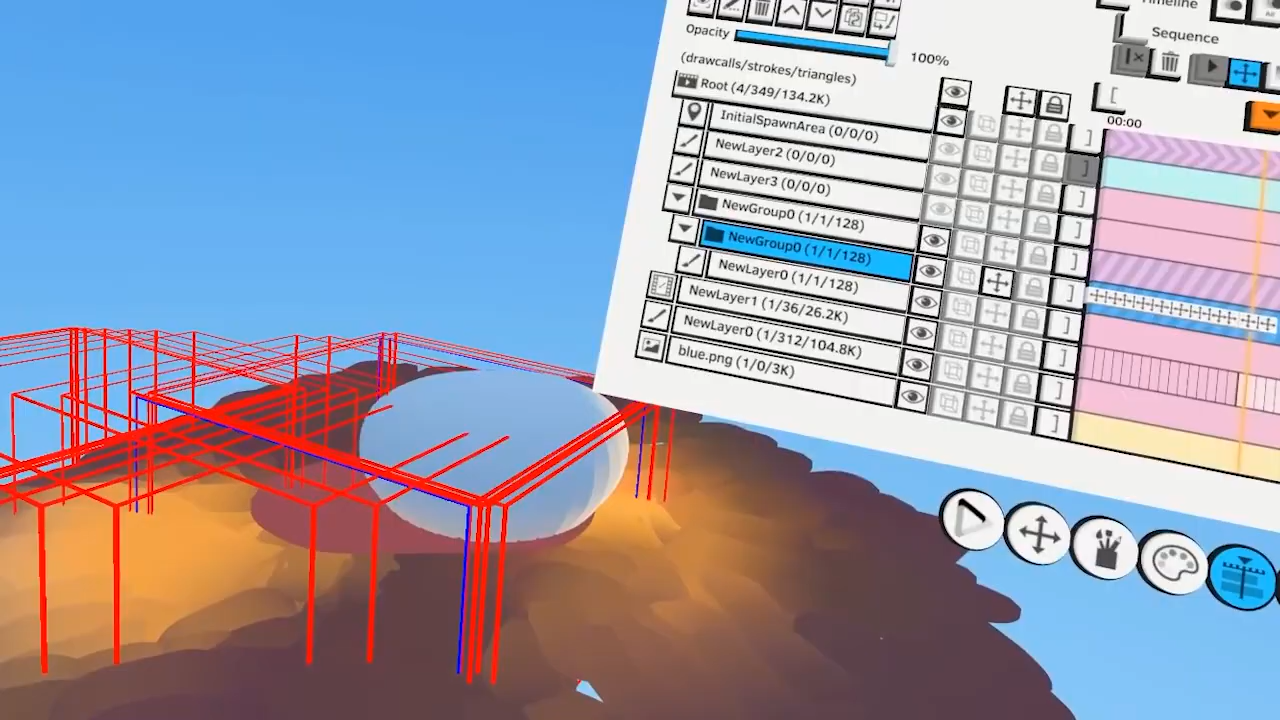 Timeline
Sequence
Opacity
100%
(drawcalls/strokes/triangles)
Root (4/349/134.2K)
00:00
InitialSpawnArea (0/0/0)
NewLayer2 (0/0/0)
NewLayer3 (0/0/0)
NewGroup0 (1/1/128)
NewGroup0 (1/1/128)
NewLayer0 (1/1/128)
NewLayer1 (1/36/26.2K)
NewLayer0 (1/312/104.8K)
blue.png (1/0/3K)